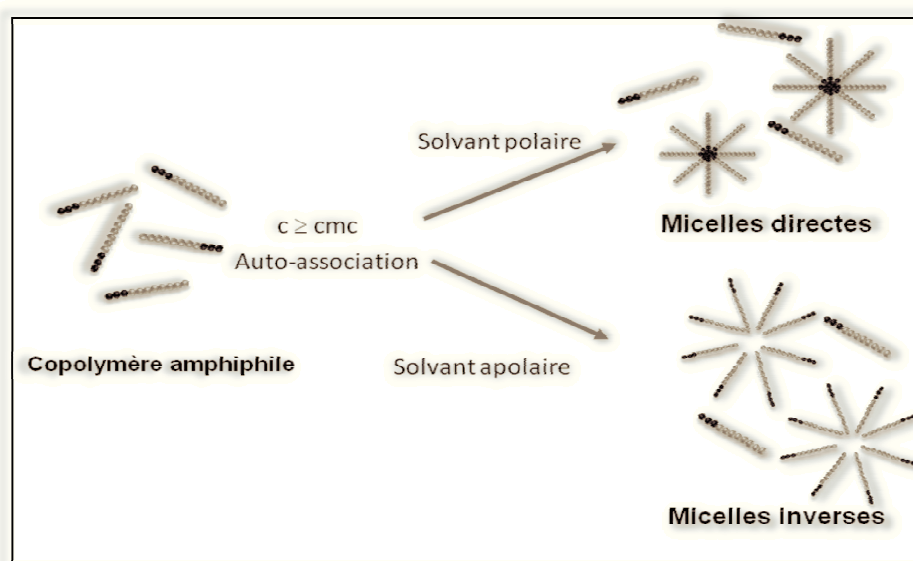 Solvant polaire
Micelles directes
c ≥ cmc
Auto-association
Copolymère amphiphile
Solvant apolaire
Micelles inverses